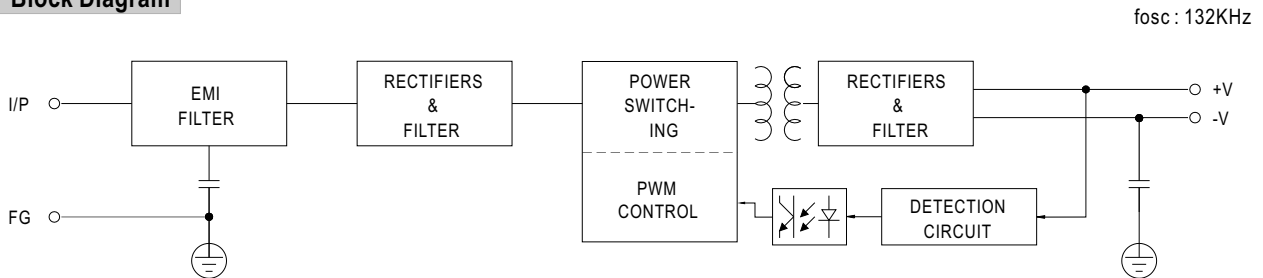 Block Diagram
fosc : 132KHz
I/P
EMI
FILTER
RECTIFIERS
&
FILTER
POWER
SWITCH-
ING
RECTIFIERS
&
FILTER
+V
-V
FG
PWM
CONTROL
DETECTION
CIRCUIT